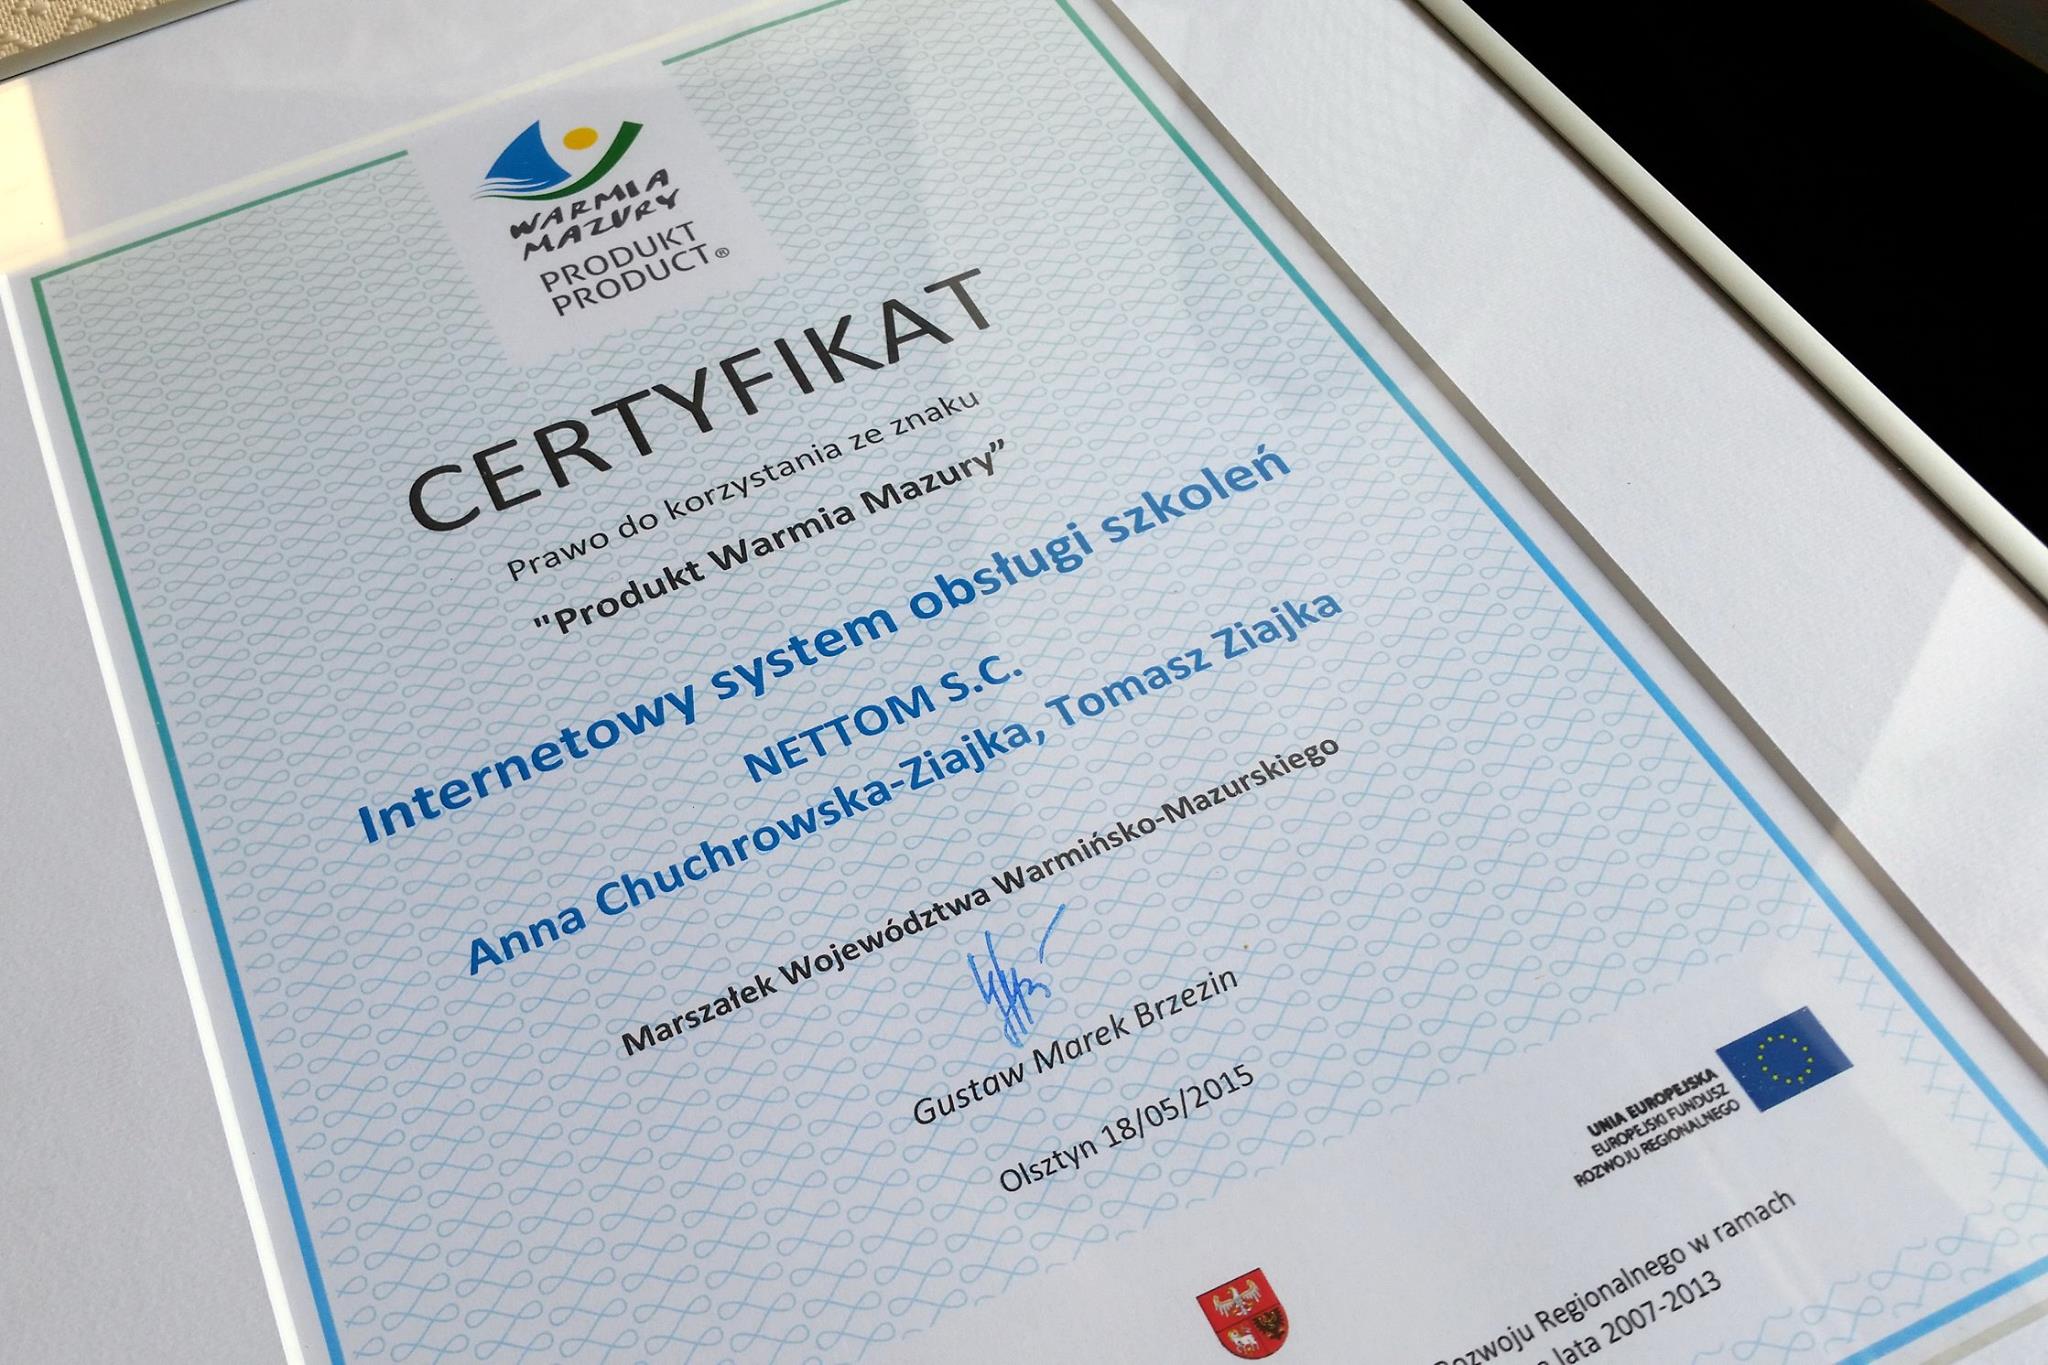 WARMIA
MAZURY
PRODUKT
PRODUCT®
CERTYFIKAT
Prawo do korzystania ze znaku
"Produkt Warmia Mazury”
Internetowy system obsługi szkoleń
NETTOM S.C.
Anna Chuchrowska-Ziajka, Tomasz Ziajka
Marszałek Województwa Warmińsko-Mazurskiego
Gustaw Marek Brzezin
Olsztyn 18/05/2015
UNIA EUROPEJSKA
EUROPEJSKI FUNDUSZ
ROZWOJU REGIONALNEGO
Rozwoju Regionalnego w ramach
lata 2007-2013